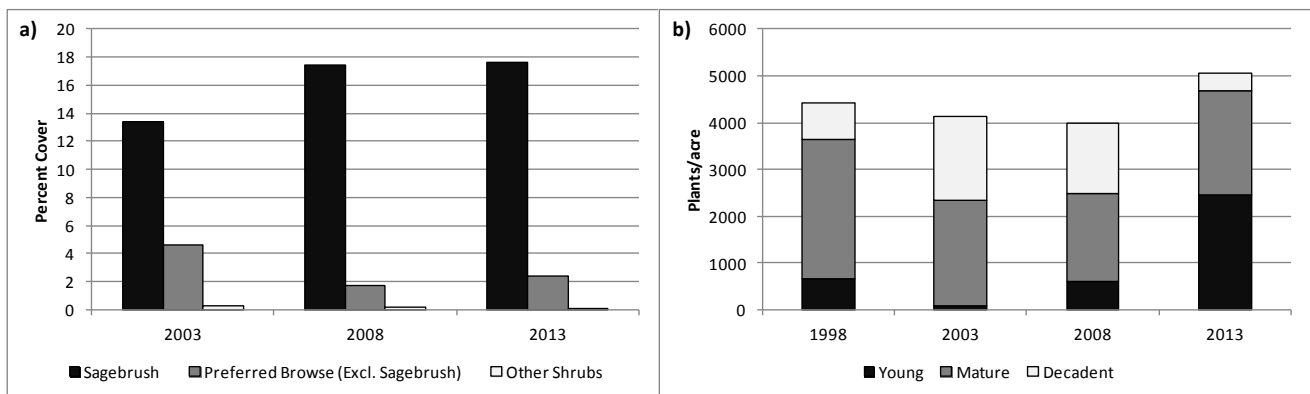 a)
20
18
16
14
12
10
8
6
4
2
0
Percent Cover
2003 2008 2013
Sagebrush Preferred Browse (Excl. Sagebrush) Other Shrubs
b)
6000
5000
4000
3000
2000
1000
0
Plants/acre
1998 2003 2008 2013
Young Mature Decadent